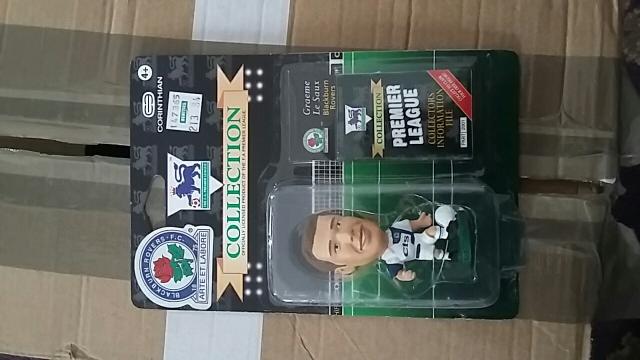 4+
CORINTHIAN
BLACKBURN ROVERS F.C.
ARTE ET LABORE
COLLECTION
OFFICIALLY LICENSED PRODUCT OF THE F.A PREMIER LEAGUE
Graeme
Le Saux
Blackburn
Rovers
COLLECTION
PREMIER
LEAGUE
COLLECTORS
INFORMATION
FILE
CIS